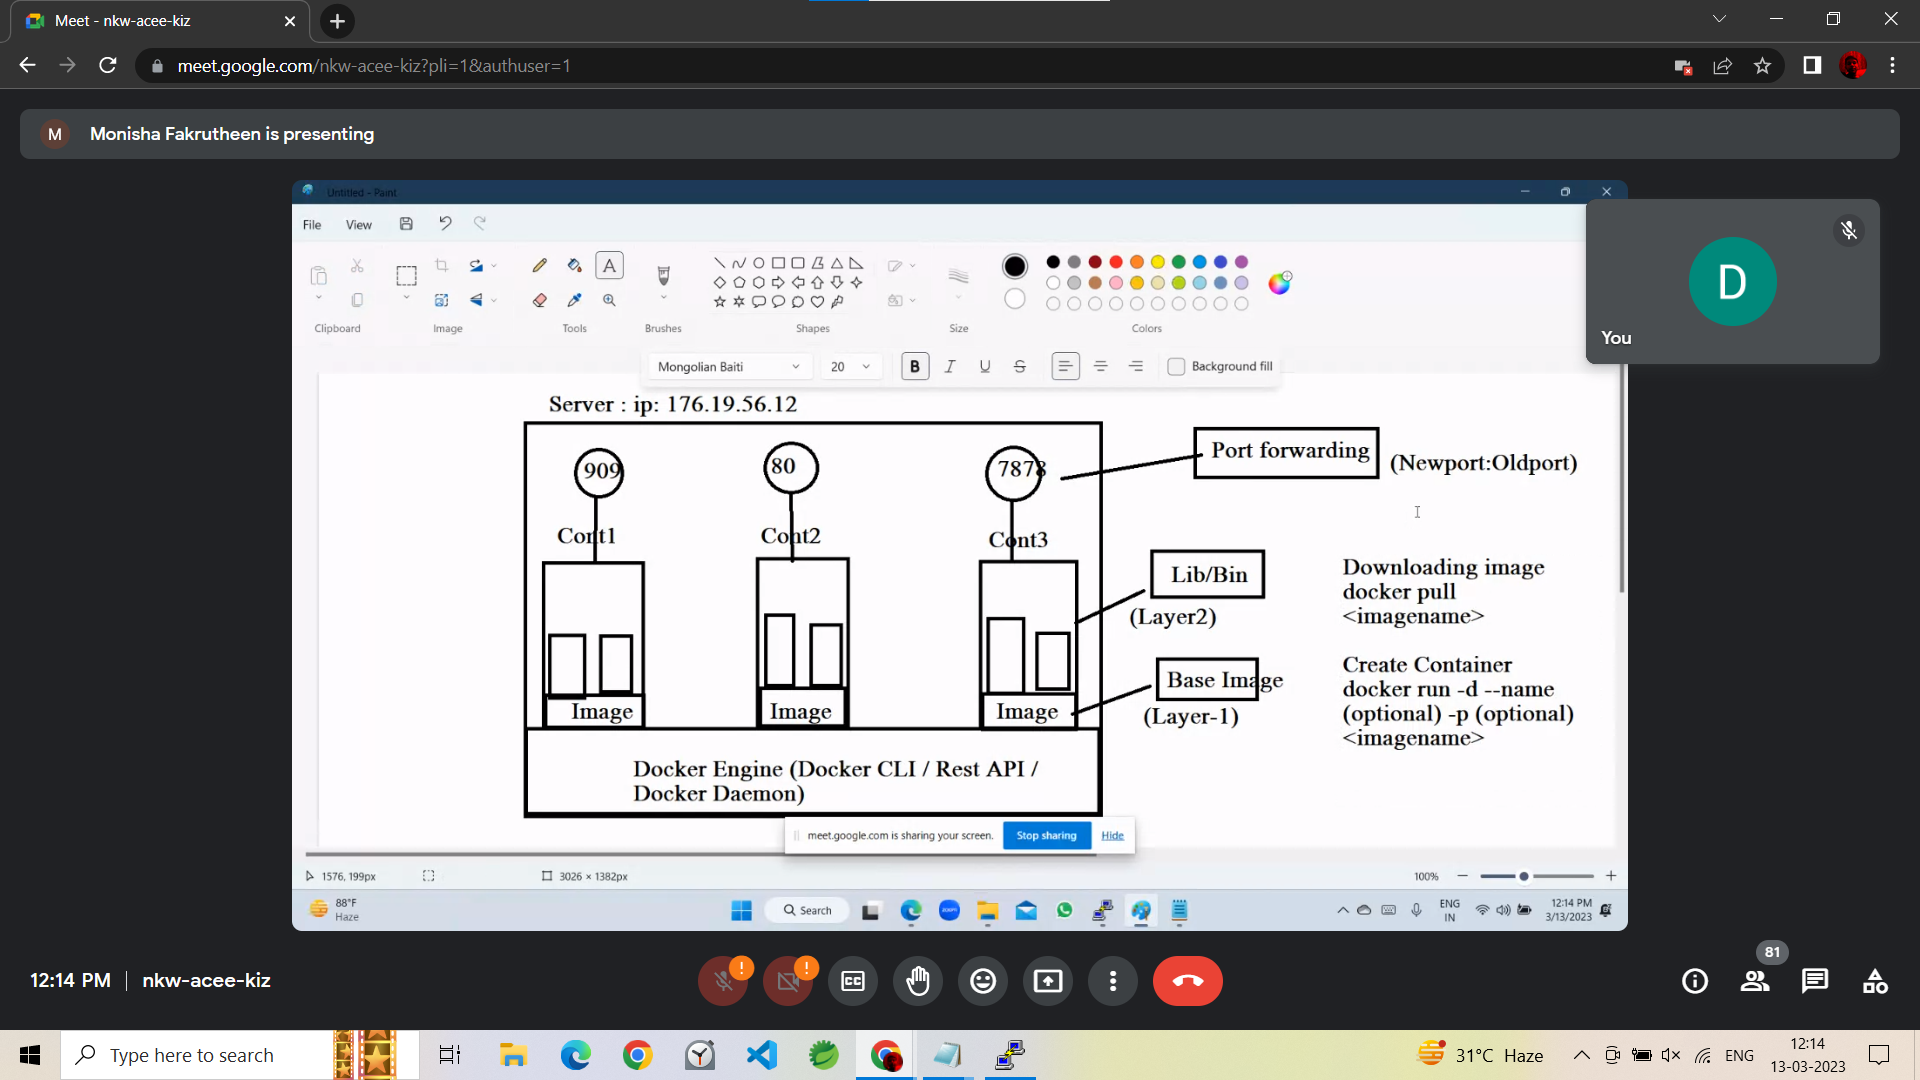 Meet - nkw-acee-kiz
meet.google.com/nkw-acee-kiz?pli=1&authuser=1
M
Monisha Fakrutheen is presenting
Untitled - Paint
File
View
Clipboard
Image
Tools
Brushes
Shapes
Size
Colors
D
You
Mongolian Baiti
20
B
I
U
S
Background fill
Server : ip: 176.19.56.12
909
80
7878
Port forwarding
(Newport:Oldport)
Cont1
Cont2
Cont3
Lib/Bin
(Layer2)
Base Image
(Layer-1)
Downloading image
docker pull
<imagename>
Create Container
docker run -d --name
(optional) -p (optional)
<imagename>
Image
Image
Image
Docker Engine (Docker CLI / Rest API /
Docker Daemon)
meet.google.com is sharing your screen.
Stop sharing
Hide
1576, 199px
3026 × 1382px
100%
88°F
Haze
Search
zoom
ENG
IN
12:14 PM
3/13/2023
12:14 PM
nkw-acee-kiz
81
Type here to search
31°C Haze
ENG
12:14
13-03-2023